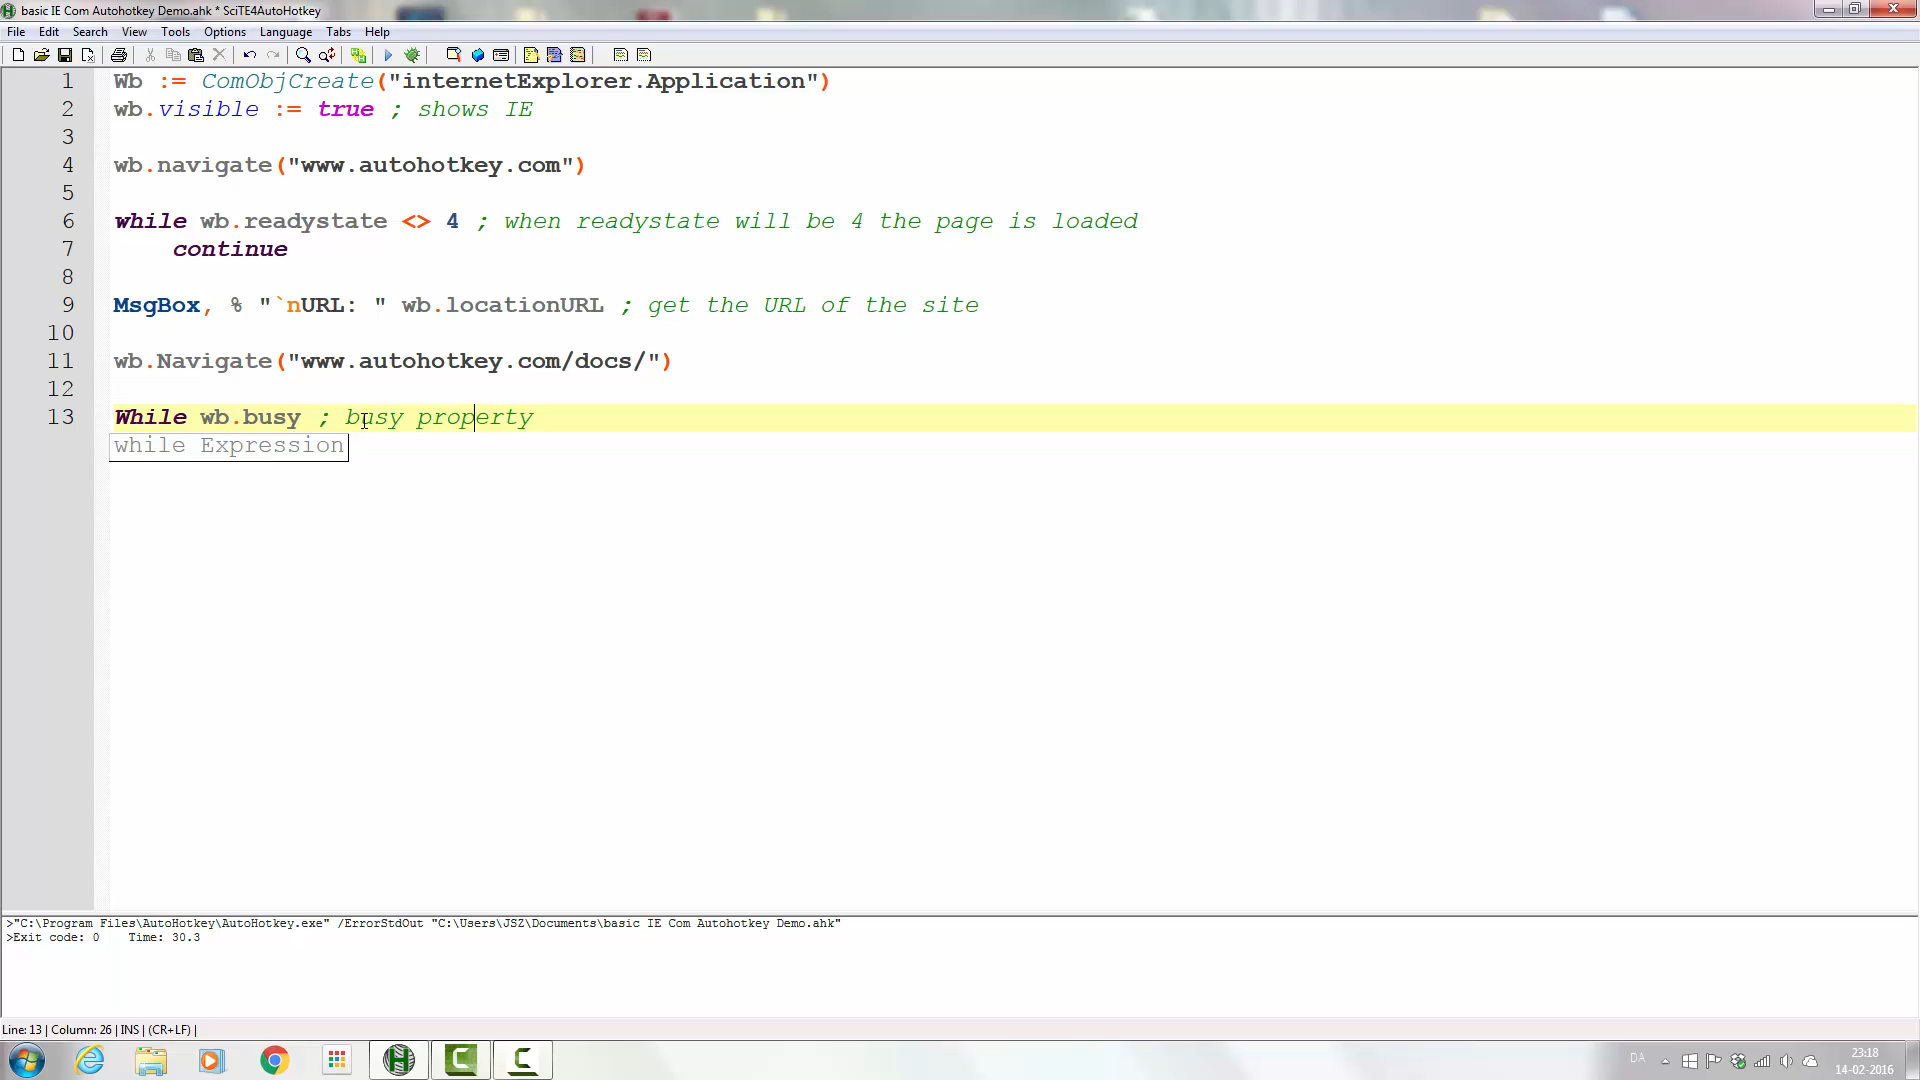 basic IE Com Autohotkey Demo.ahk * SciTE4AutoHotkey
File Edit Search View Tools Options Language Tabs Help
1 Wb := ComObjCreate("internetExplorer.Application")
2 wb.visible := true ; shows IE
3
4 wb.navigate("www.autohotkey.com")
5
6 while wb.readystate <> 4 ; when readystate will be 4 the page is loaded
7 continue
8
9 MsgBox, % "`nURL: " wb.locationURL ; get the URL of the site
10
11 wb.Navigate("www.autohotkey.com/docs/")
12
13 While wb.busy ; busy property
while Expression
>"C:\Program Files\AutoHotkey\AutoHotkey.exe" /ErrorStdOut "C:\Users\JSZ\Documents\basic IE Com Autohotkey Demo.ahk"
>Exit code: 0    Time: 30.3
Line: 13 | Column: 26 | INS | (CR+LF) |
DA
23:18
14-02-2016